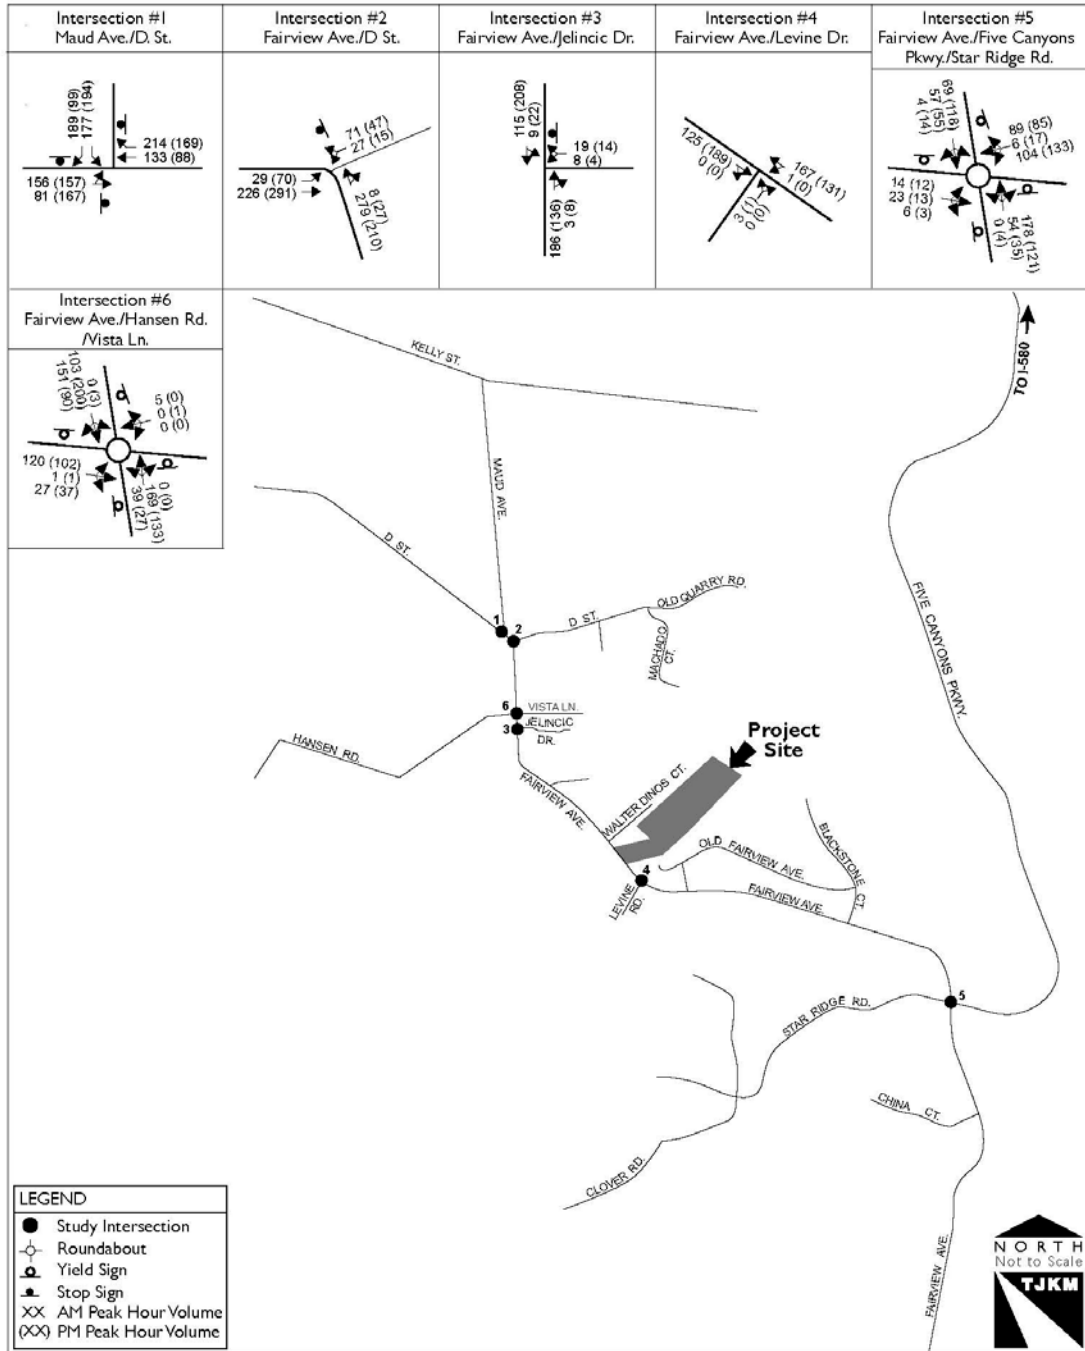 Intersection #1
Maud Ave./D. St.
189 (99)
177 (194)
214 (169)
133 (88)
156 (157)
81 (167)
Intersection #2
Fairview Ave./D St.
71 (47)
27 (15)
29 (70)
226 (291)
8 (27)
279 (210)
Intersection #3
Fairview Ave./Jelincic Dr.
115 (208)
9 (22)
19 (14)
8 (4)
186 (136)
3 (8)
Intersection #4
Fairview Ave./Levine Dr.
125 (189)
0 (0)
167 (131)
1 (0)
3 (1)
0 (0)
Intersection #5
Fairview Ave./Five Canyons
Pkwy./Star Ridge Rd.
69 (118)
57 (55)
4 (14)
89 (85)
6 (17)
104 (133)
14 (12)
23 (13)
6 (3)
178 (121)
54 (35)
0 (4)
Intersection #6
Fairview Ave./Hansen Rd.
/Vista Ln.
0 (3)
103 (200)
151 (90)
5 (0)
0 (1)
0 (0)
120 (102)
1 (1)
27 (37)
0 (0)
169 (133)
39 (27)
KELLY ST.
TO I-580
MAUD AVE.
D ST.
1
2
D ST.
OLD QUARRY RD.
MACHADO
CT.
FIVE CANYONS PKWY.
6
VISTA LN.
3
JELINCIC
DR.
HANSEN RD.
Project
Site
FAIRVIEW AVE.
WALTER DINOS CT.
OLD FAIRVIEW AVE.
BLACKSTONE
CT.
4
LEVINE
RD.
FAIRVIEW AVE.
5
STAR RIDGE RD.
CHINA CT.
CLOVER RD.
FAIRVIEW AVE.
LEGEND
Study Intersection
Roundabout
Yield Sign
Stop Sign
XX AM Peak Hour Volume
(XX) PM Peak Hour Volume
NORTH
Not to Scale
TJKM